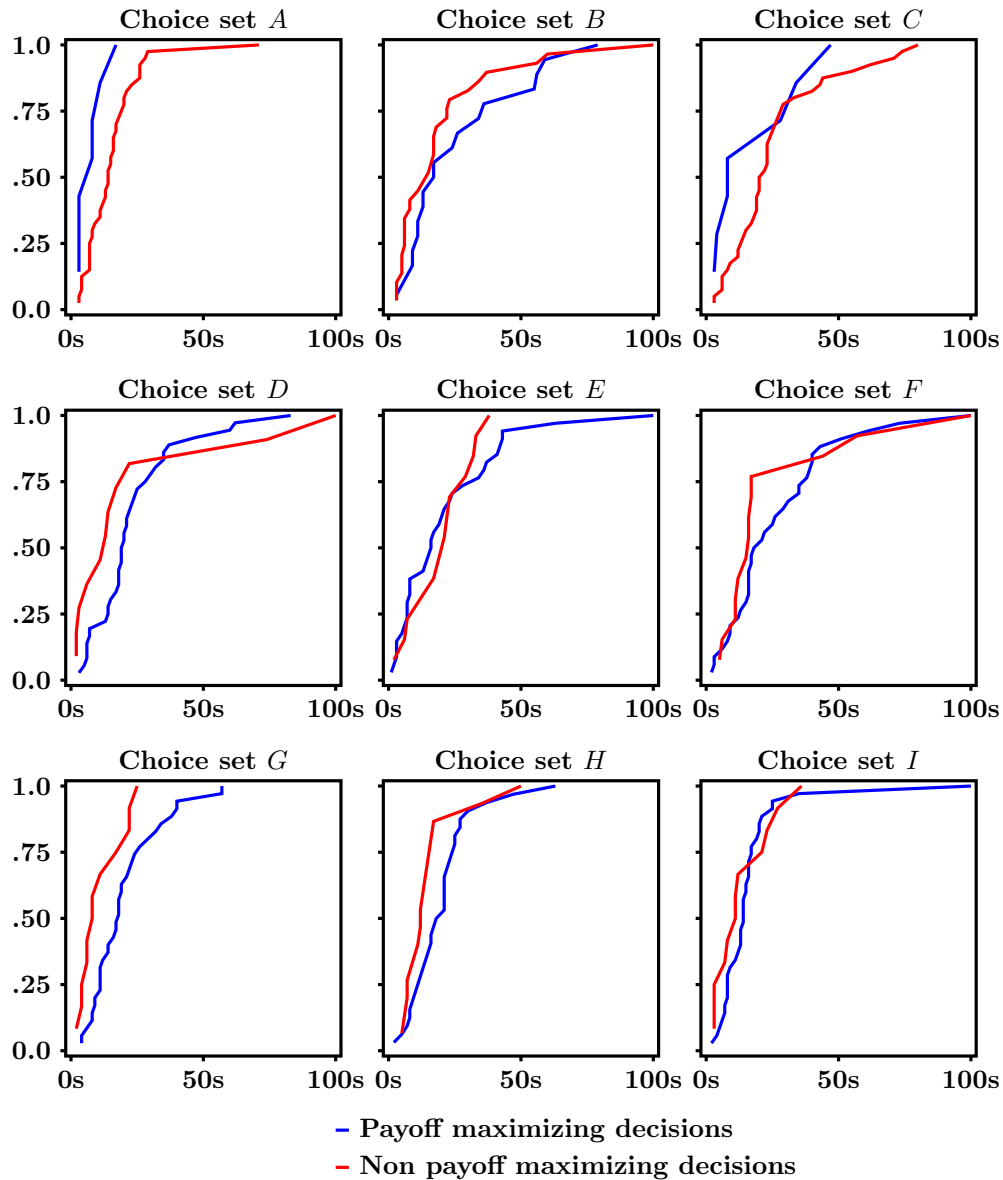 Choice set A Choice set B Choice set C
1.0
.75
.50
.25
0.0
0s 50s 100s 0s 50s 100s 0s 50s 100s
Choice set D Choice set E Choice set F
1.0
.75
.50
.25
0.0
0s 50s 100s 0s 50s 100s 0s 50s 100s
Choice set G Choice set H Choice set I
1.0
.75
.50
.25
0.0
0s 50s 100s 0s 50s 100s 0s 50s 100s
Payoff maximizing decisions
Non payoff maximizing decisions